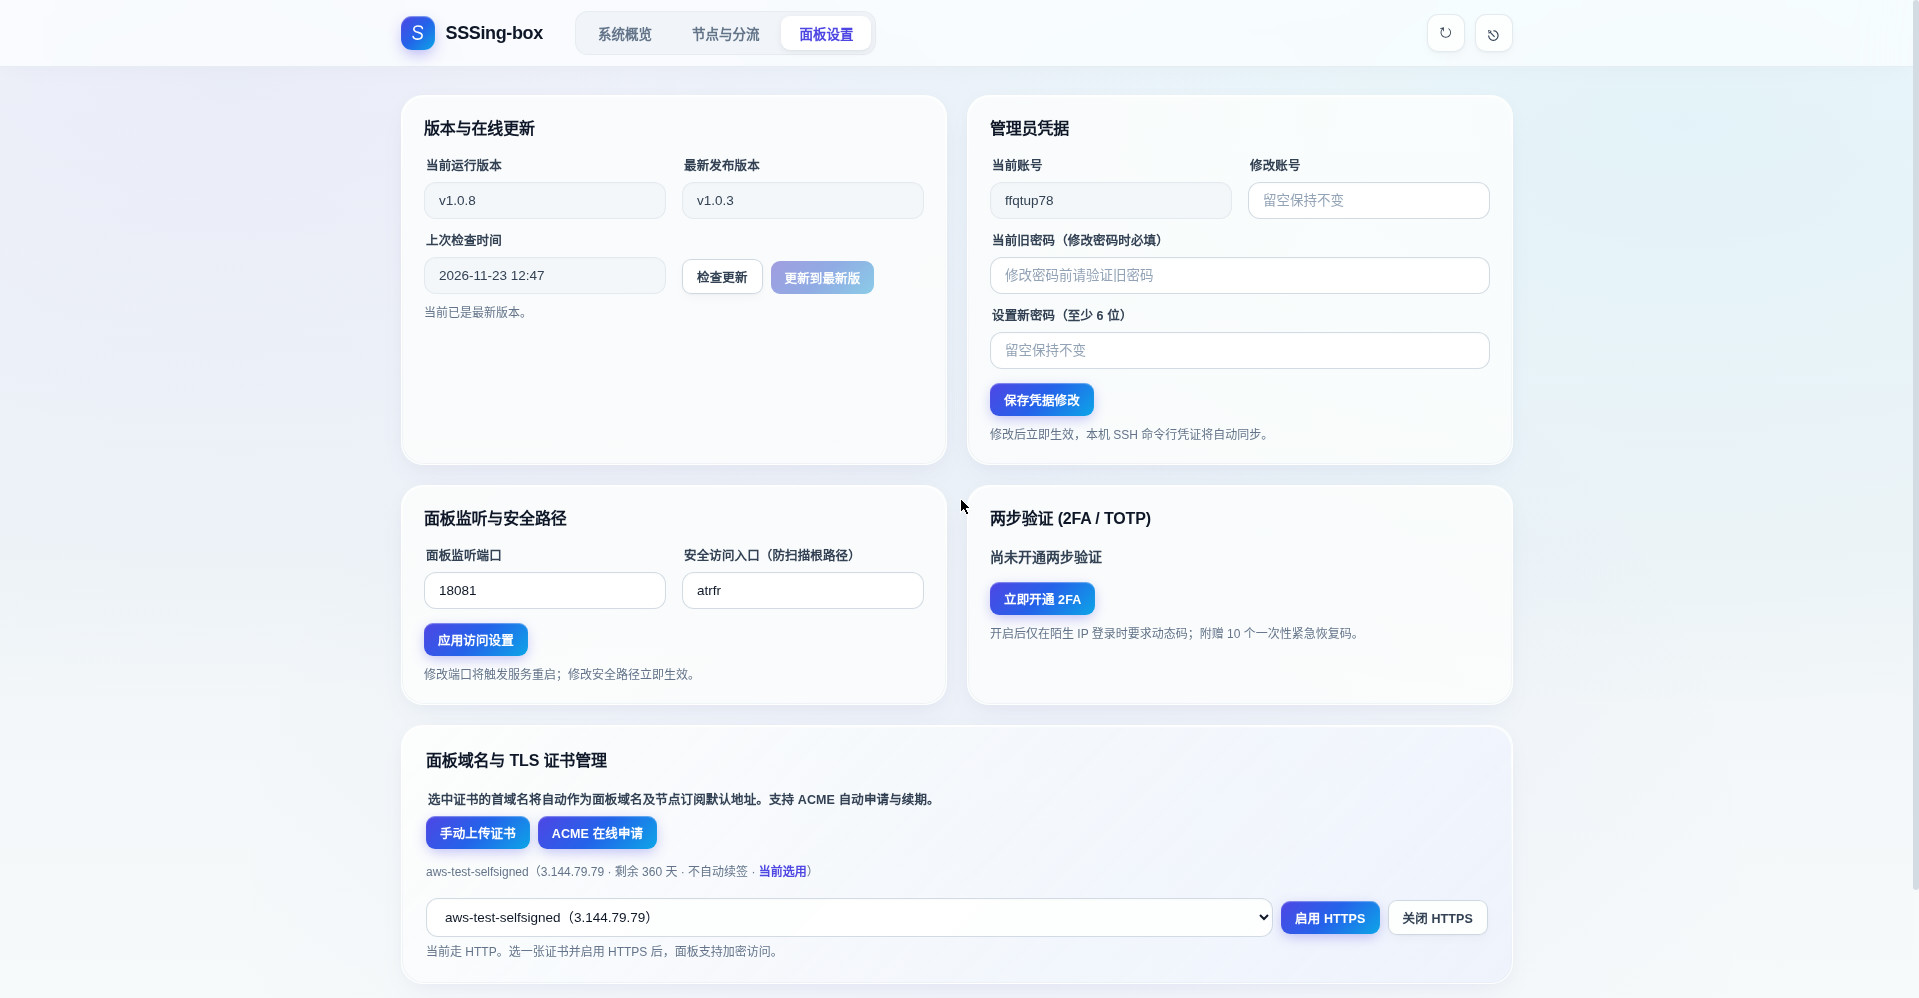 S SSSing-box 系统概览 节点与分流 面板设置
版本与在线更新
当前运行版本 最新发布版本
v1.0.8 v1.0.3
上次检查时间
2026-11-23 12:47 检查更新 更新到最新版
当前已是最新版本。
管理员凭据
当前账号 修改账号
ffqtup78 留空保持不变
当前旧密码（修改密码时必填）
修改密码前请验证旧密码
设置新密码（至少 6 位）
留空保持不变
保存凭据修改
修改后立即生效，本机 SSH 命令行凭证将自动同步。
面板监听与安全路径
面板监听端口 安全访问入口（防扫描根路径）
18081 atrfr
应用访问设置
修改端口将触发服务重启；修改安全路径立即生效。
两步验证 (2FA / TOTP)
尚未开通两步验证
立即开通 2FA
开启后仅在陌生 IP 登录时要求动态码；附赠 10 个一次性紧急恢复码。
面板域名与 TLS 证书管理
选中证书的首域名将自动作为面板域名及节点订阅默认地址。支持 ACME 自动申请与续期。
手动上传证书 ACME 在线申请
aws-test-selfsigned（3.144.79.79 · 剩余 360 天 · 不自动续签 · 当前选用）
aws-test-selfsigned（3.144.79.79） 启用 HTTPS 关闭 HTTPS
当前走 HTTP。选一张证书并启用 HTTPS 后，面板支持加密访问。